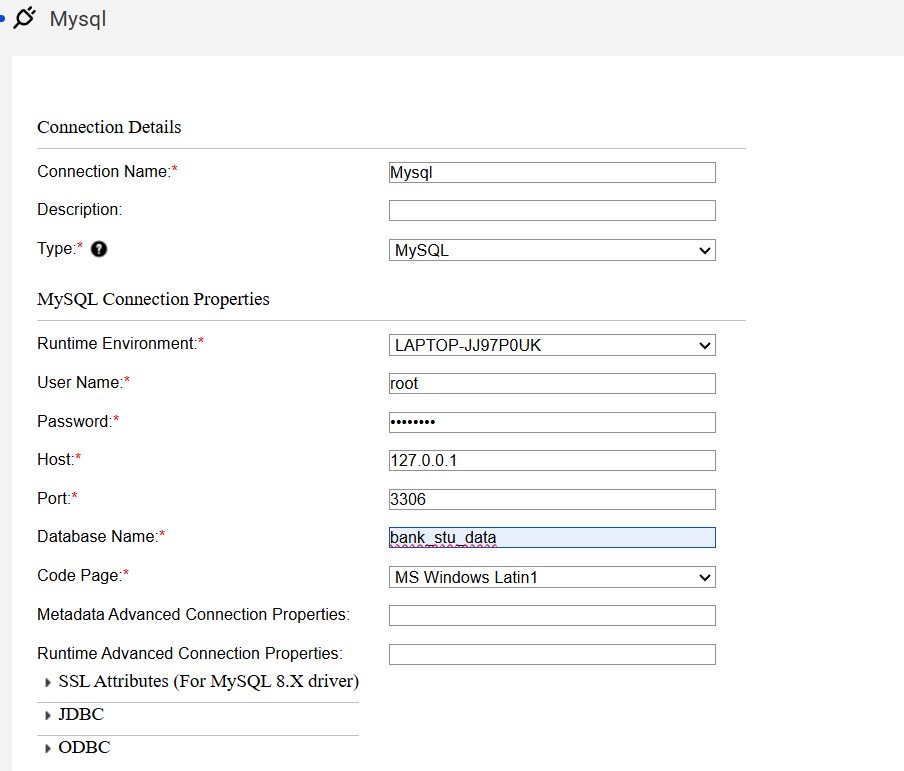 Mysql
Connection Details
Connection Name:* Mysql
Description:
Type:* ? MySQL
MySQL Connection Properties
Runtime Environment:* LAPTOP-JJ97P0UK
User Name:* root
Password:* ••••••••
Host:* 127.0.0.1
Port:* 3306
Database Name:* bank_stu_data
Code Page:* MS Windows Latin1
Metadata Advanced Connection Properties:
Runtime Advanced Connection Properties:
SSL Attributes (For MySQL 8.X driver)
JDBC
ODBC